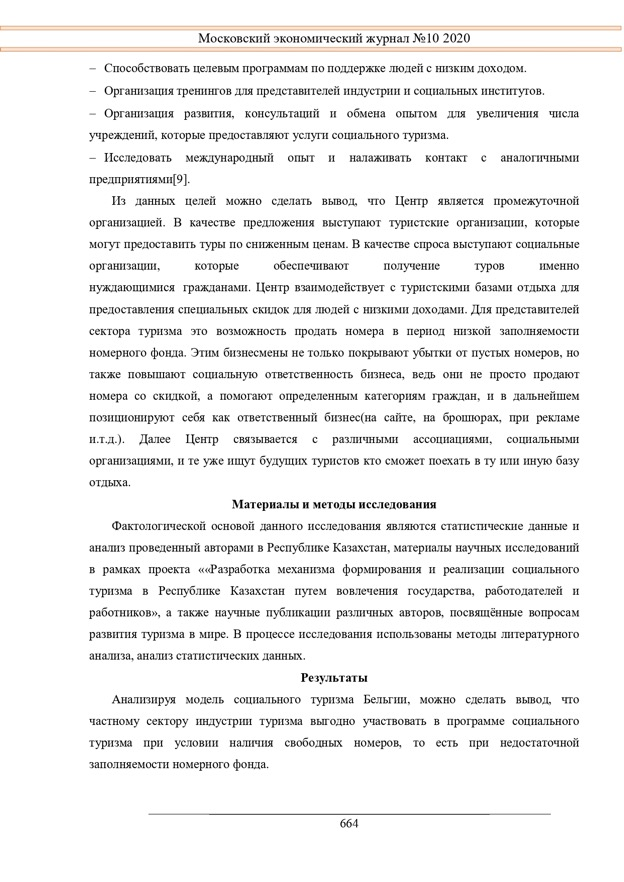 Московский экономический журнал №10 2020
– Способствовать целевым программам по поддержке людей с низким доходом.
– Организация тренингов для представителей индустрии и социальных институтов.
– Организация развития, консультаций и обмена опытом для увеличения числа
учреждений, которые предоставляют услуги социального туризма.
– Исследовать международный опыт и налаживать контакт с аналогичными
предприятиями[9].
Из данных целей можно сделать вывод, что Центр является промежуточной
организацией. В качестве предложения выступают туристские организации, которые
могут предоставить туры по сниженным ценам. В качестве спроса выступают социальные
организации, которые обеспечивают получение туров именно
нуждающимися гражданами. Центр взаимодействует с туристскими базами отдыха для
предоставления специальных скидок для людей с низкими доходами. Для представителей
сектора туризма это возможность продать номера в период низкой заполняемости
номерного фонда. Этим бизнесмены не только покрывают убытки от пустых номеров, но
также повышают социальную ответственность бизнеса, ведь они не просто продают
номера со скидкой, а помогают определенным категориям граждан, и в дальнейшем
позиционируют себя как ответственный бизнес(на сайте, на брошюрах, при рекламе
и.т.д.). Далее Центр связывается с различными ассоциациями, социальными
организациями, и те уже ищут будущих туристов кто сможет поехать в ту или иную базу
отдыха.
Материалы и методы исследования
Фактологической основой данного исследования являются статистические данные и
анализ проведенный авторами в Республике Казахстан, материалы научных исследований
в рамках проекта ««Разработка механизма формирования и реализации социального
туризма в Республике Казахстан путем вовлечения государства, работодателей и
работников», а также научные публикации различных авторов, посвящённые вопросам
развития туризма в мире. В процессе исследования использованы методы литературного
анализа, анализ статистических данных.
Результаты
Анализируя модель социального туризма Бельгии, можно сделать вывод, что
частному сектору индустрии туризма выгодно участвовать в программе социального
туризма при условии наличия свободных номеров, то есть при недостаточной
заполняемости номерного фонда.
664